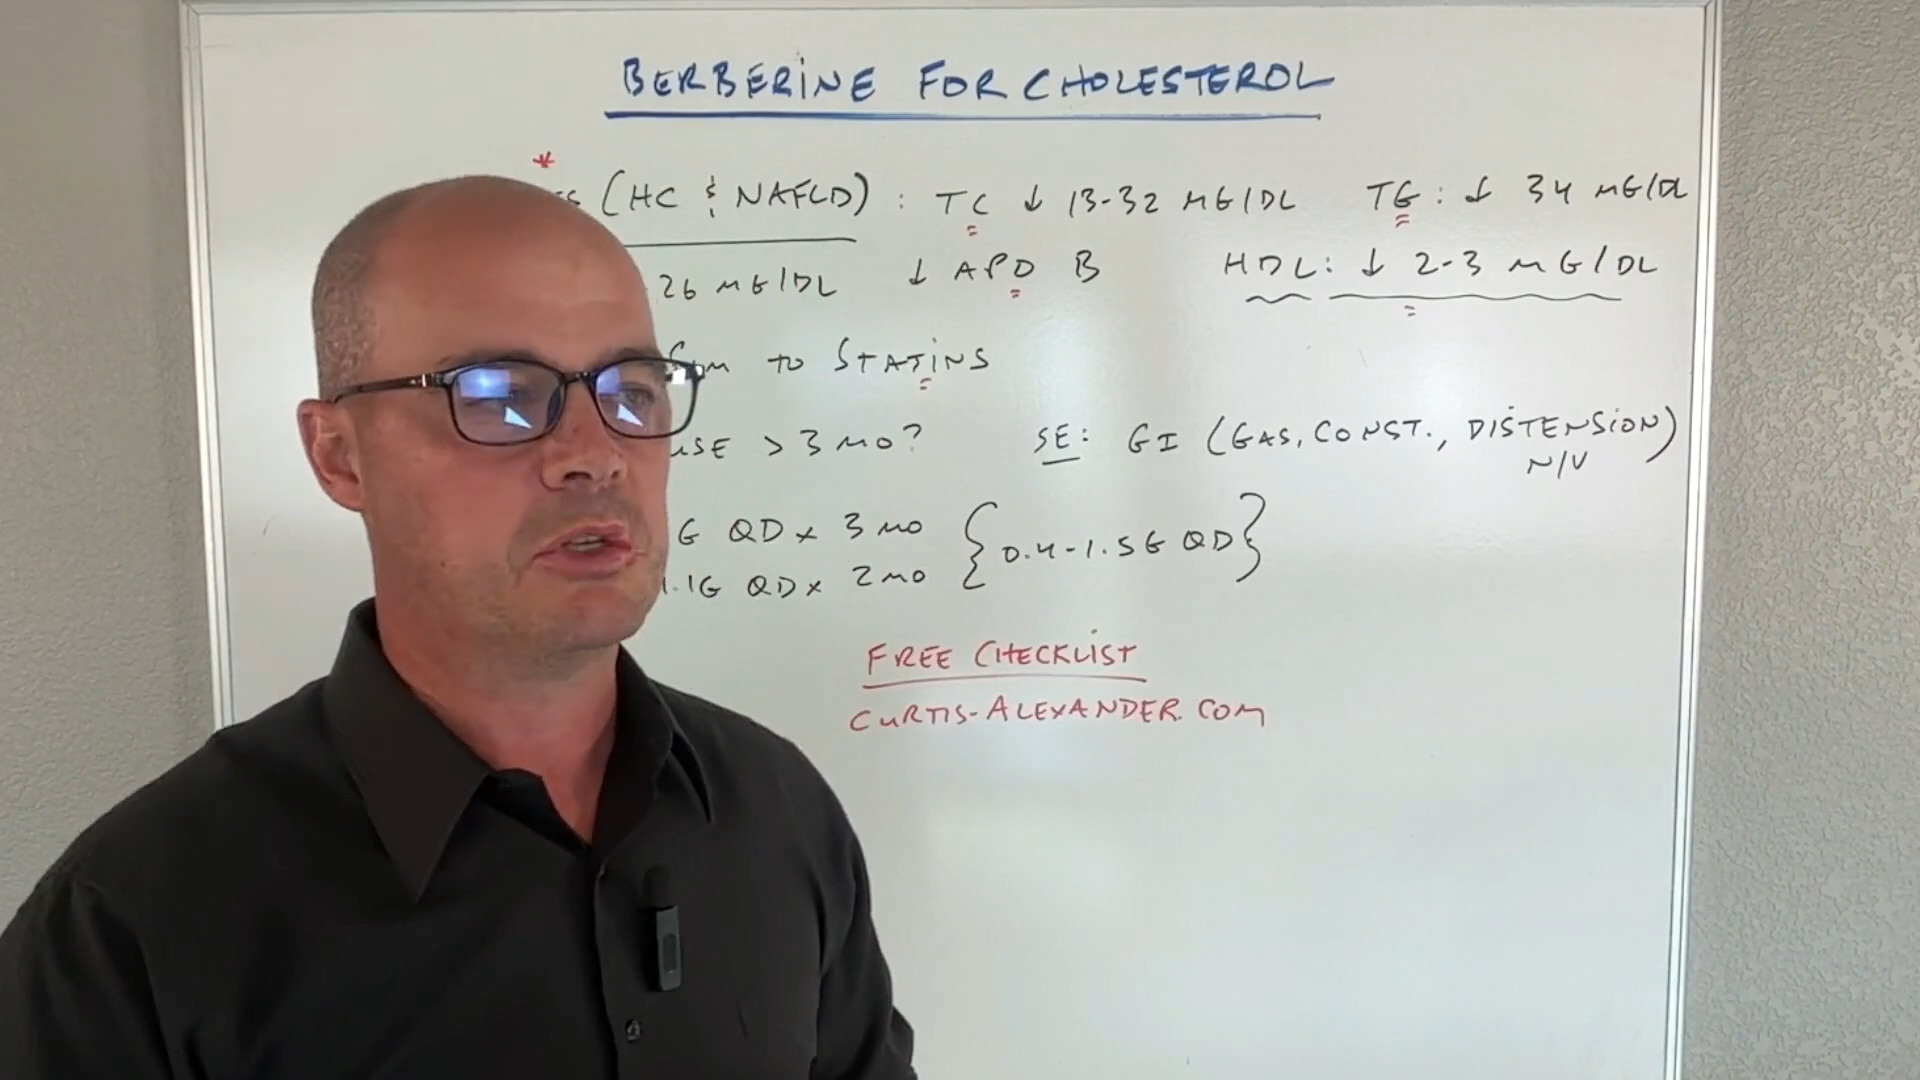 BERBERINE FOR CHOLESTEROL
(HC & NAFLD) : TC ↓ 13-32 MG/DL TG: ↓ 34 MG/DL
26 MG/DL ↓ APO B HDL: ↓ 2-3 MG/DL
SIM TO STATINS
USE > 3 MO? SE: GI (GAS, CONST., DISTENSION)
N/V
G QD x 3 MO {0.4-1.5G QD}
1.1G QD x 2 MO
FREE CHECKLIST
CURTIS-ALEXANDER.COM